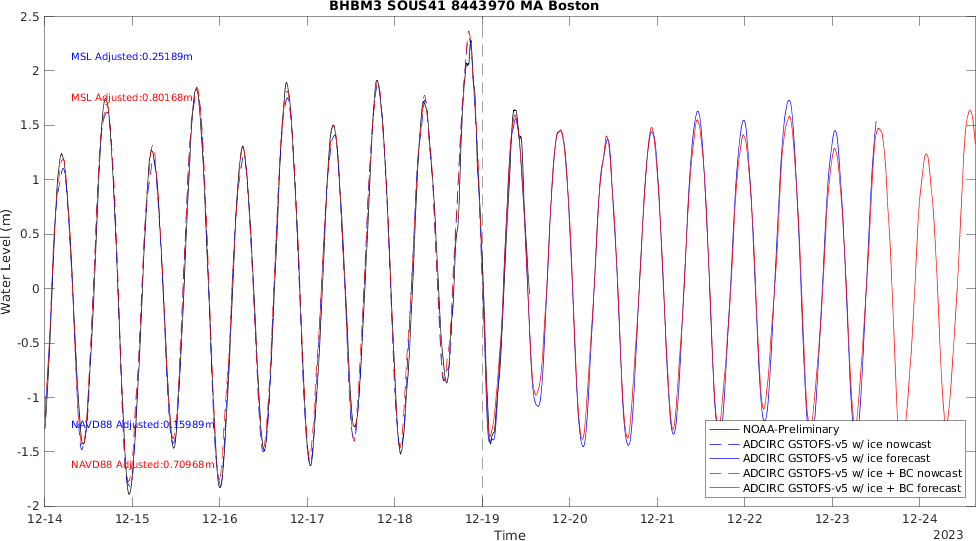 BHBM3 SOUS41 8443970 MA Boston
2.5
2
1.5
1
0.5
0
-0.5
-1
-1.5
-2
Water Level (m)
MSL Adjusted:0.25189m
MSL Adjusted:0.80168m
NAVD88 Adjusted:0.15989m
NAVD88 Adjusted:0.70968m
NOAA-Preliminary
ADCIRC GSTOFS-v5 w/ ice nowcast
ADCIRC GSTOFS-v5 w/ ice forecast
ADCIRC GSTOFS-v5 w/ ice + BC nowcast
ADCIRC GSTOFS-v5 w/ ice + BC forecast
12-14 12-15 12-16 12-17 12-18 12-19 12-20 12-21 12-22 12-23 12-24
Time
2023